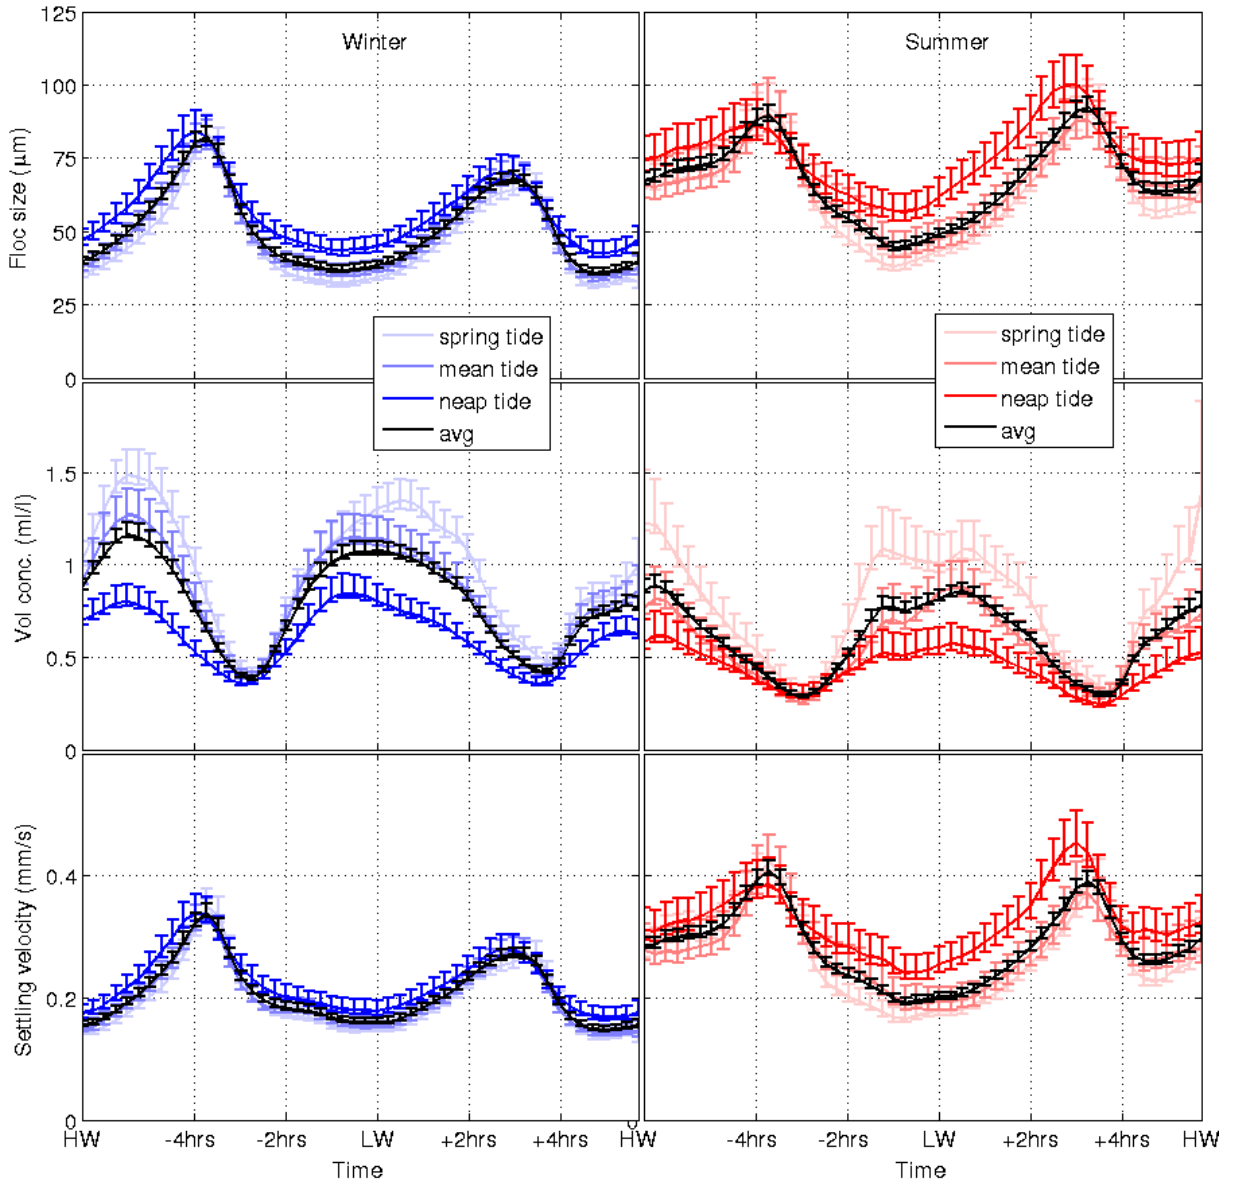 Winter
Summer
125
100
75
50
25
0
Floc size (μm)
spring tide
mean tide
neap tide
avg
spring tide
mean tide
neap tide
avg
1.5
1
0.5
0
Vol conc. (ml/l)
0.4
0.2
0
Settling velocity (mm/s)
HW -4hrs -2hrs LW +2hrs +4hrs HW
-4hrs -2hrs LW +2hrs +4hrs HW
Time
Time